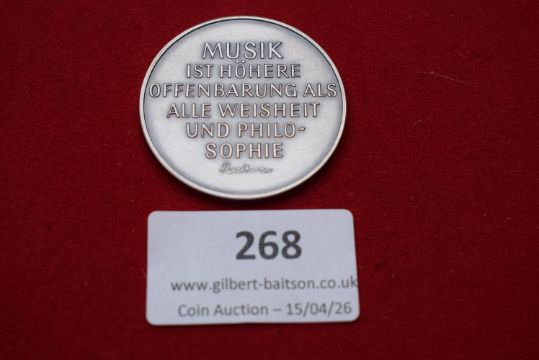 MUSIK
IST HÖHERE
OFFENBARUNG ALS
ALLE WEISHEIT
UND PHILO-
SOPHIE
Beethoven
268
www.gilbert-baitson.co.uk
Coin Auction – 15/04/26